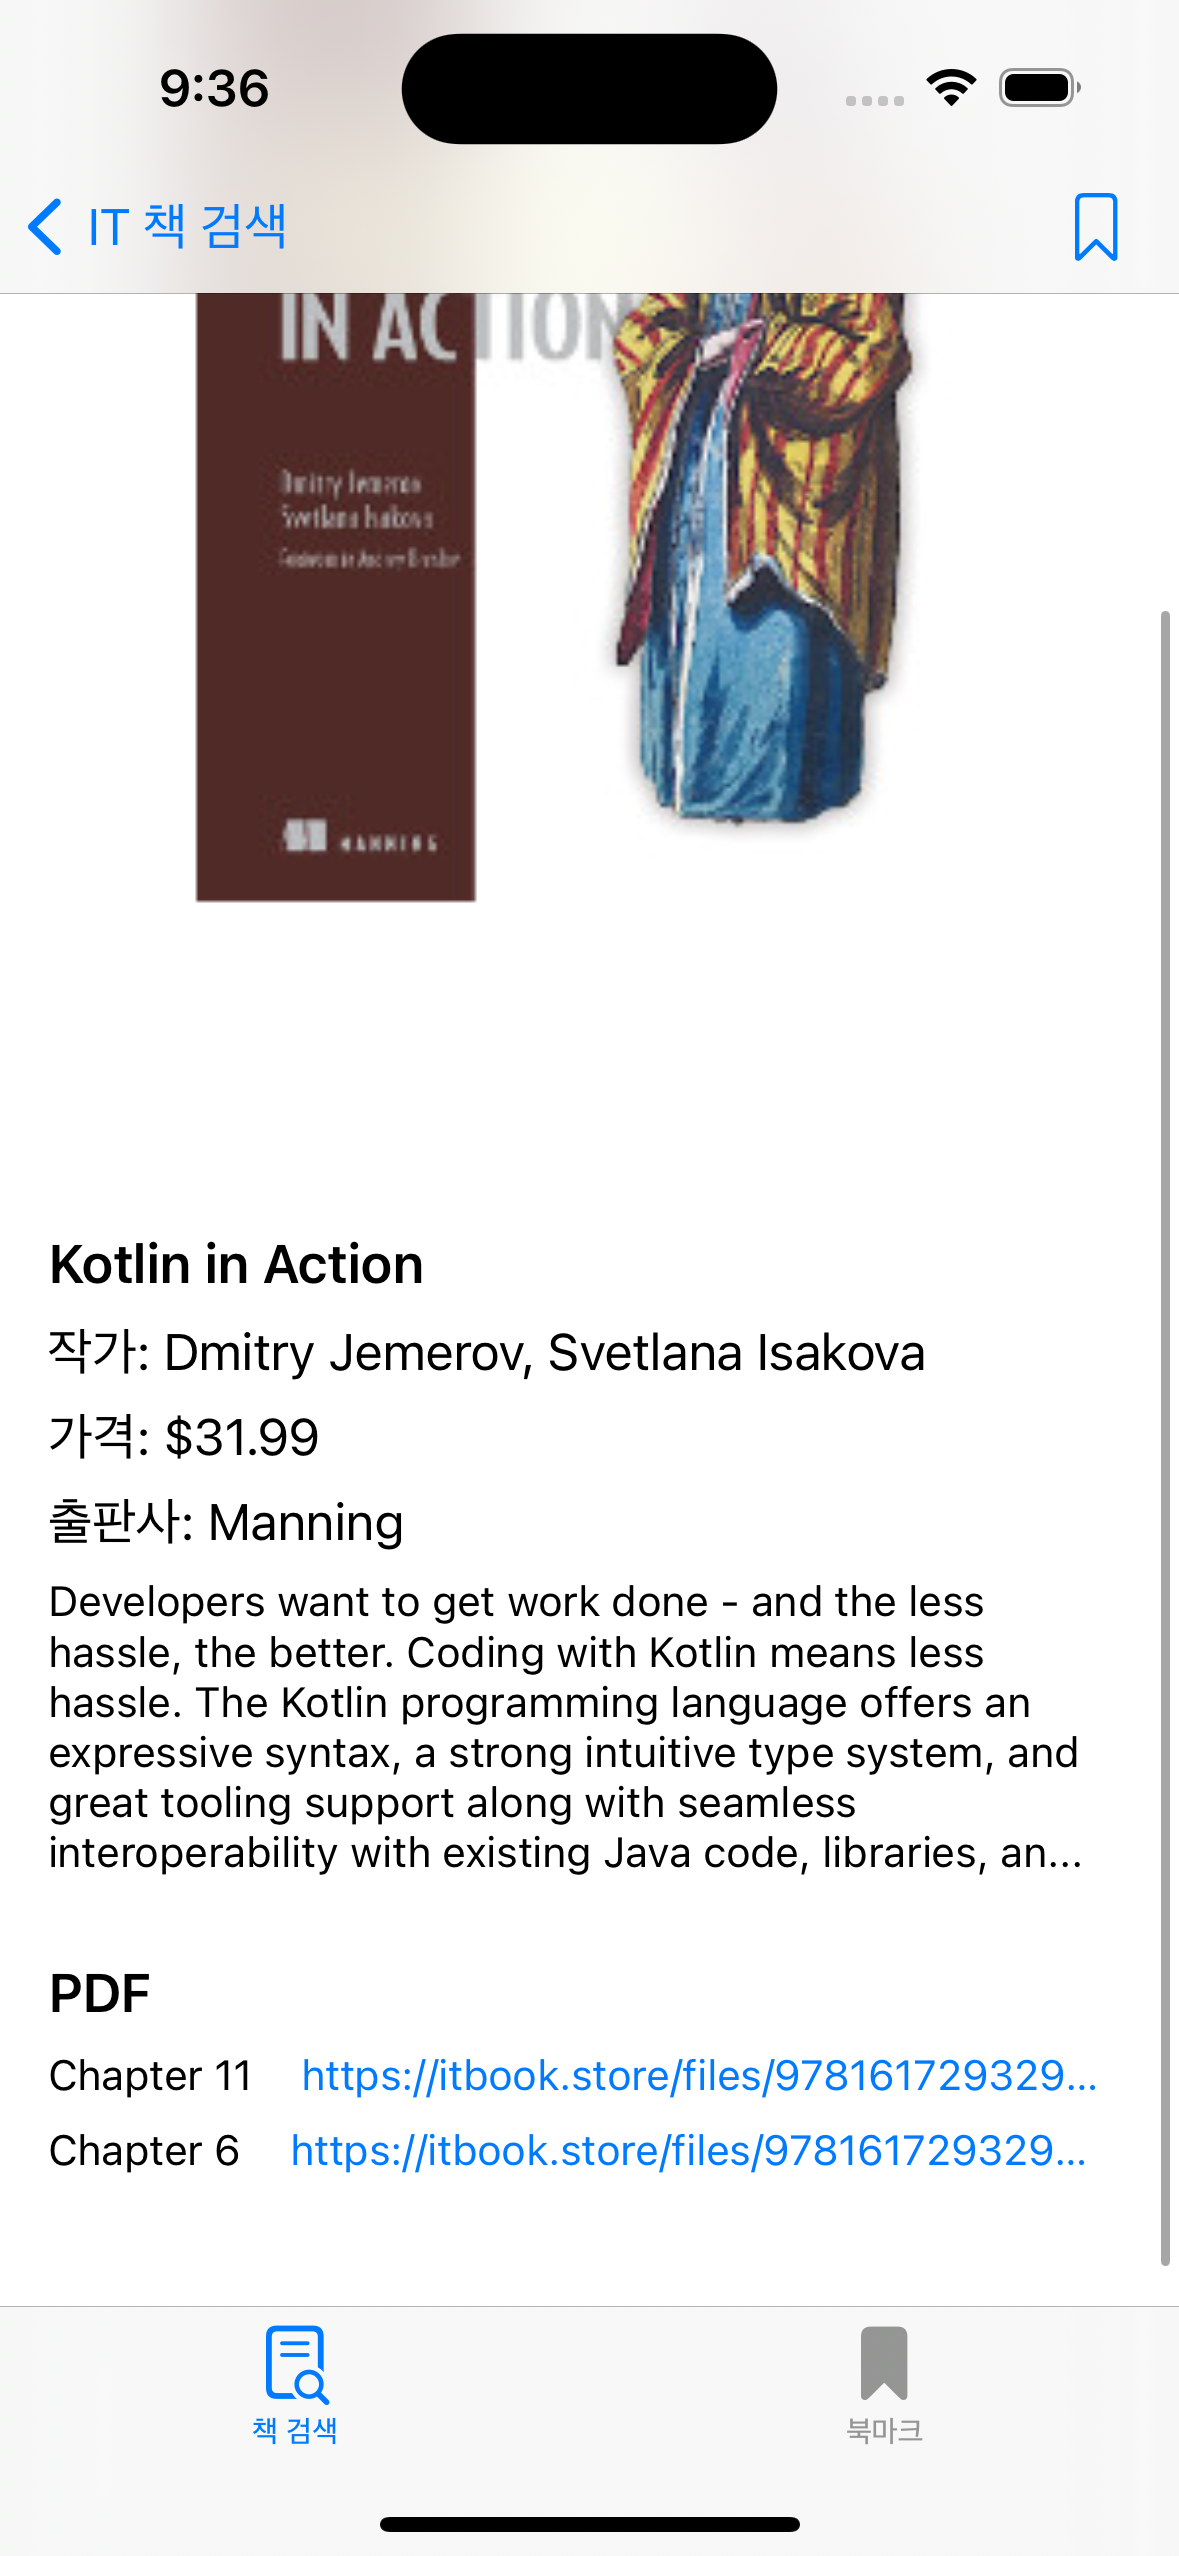 9:36
IT 책 검색
IN ACTION
Dmitry Jemerov
Svetlana Isakova
MANNING
Kotlin in Action
작가: Dmitry Jemerov, Svetlana Isakova
가격: $31.99
출판사: Manning
Developers want to get work done - and the less
hassle, the better. Coding with Kotlin means less
hassle. The Kotlin programming language offers an
expressive syntax, a strong intuitive type system, and
great tooling support along with seamless
interoperability with existing Java code, libraries, an...
PDF
Chapter 11 https://itbook.store/files/978161729329...
Chapter 6 https://itbook.store/files/978161729329...
책 검색
북마크